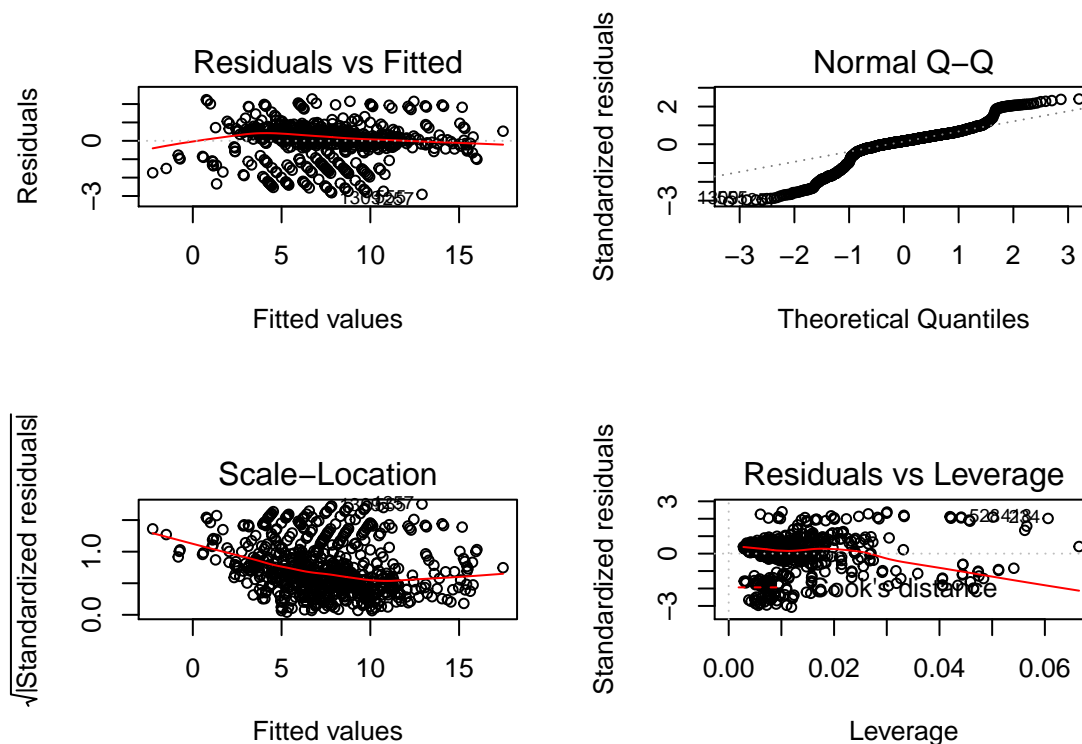 Residuals vs Fitted
Residuals
0
−3
0
5
10
15
Fitted values
Normal Q−Q
Standardized residuals
2
0
−3
−3
−2
−1
0
1
2
3
Theoretical Quantiles
Scale−Location
√|Standardized residuals|
1.0
0.0
0
5
10
15
Fitted values
Residuals vs Leverage
Standardized residuals
3
0
−3
Cook's distance
0.00
0.02
0.04
0.06
Leverage